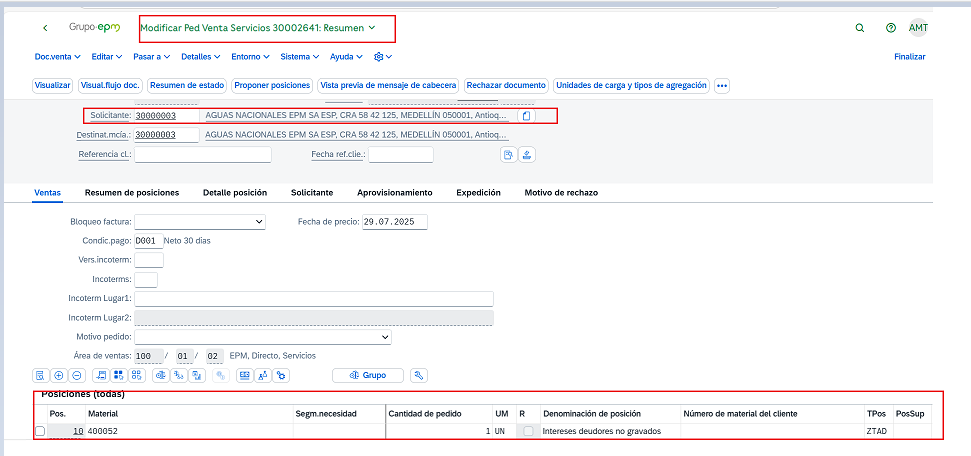 Grupo·epm Modificar Ped Venta Servicios 30002641: Resumen AMT
Doc.venta Editar Pasar a Detalles Entorno Sistema Ayuda Finalizar
Visualizar Visual.flujo doc. Resumen de estado Proponer posiciones Vista previa de mensaje de cabecera Rechazar documento Unidades de carga y tipos de agregación
Solicitante: 30000003 AGUAS NACIONALES EPM SA ESP, CRA 58 42 125, MEDELLÍN 050001, Antioq...
Destinat.mcía.: 30000003 AGUAS NACIONALES EPM SA ESP, CRA 58 42 125, MEDELLÍN 050001, Antioq...
Referencia cl.: Fecha ref.clie.:
Ventas Resumen de posiciones Detalle posición Solicitante Aprovisionamiento Expedición Motivo de rechazo
Bloqueo factura: Fecha de precio: 29.07.2025
Condic.pago: D001 Neto 30 días
Vers.incoterm:
Incoterms:
Incoterm Lugar1:
Incoterm Lugar2:
Motivo pedido:
Área de ventas: 100 / 01 / 02 EPM, Directo, Servicios
Grupo
Posiciones (todas)
Pos. Material Segm.necesidad Cantidad de pedido UM R Denominación de posición Número de material del cliente TPos PosSup
10 400052 1 UN Intereses deudores no gravados ZTAD